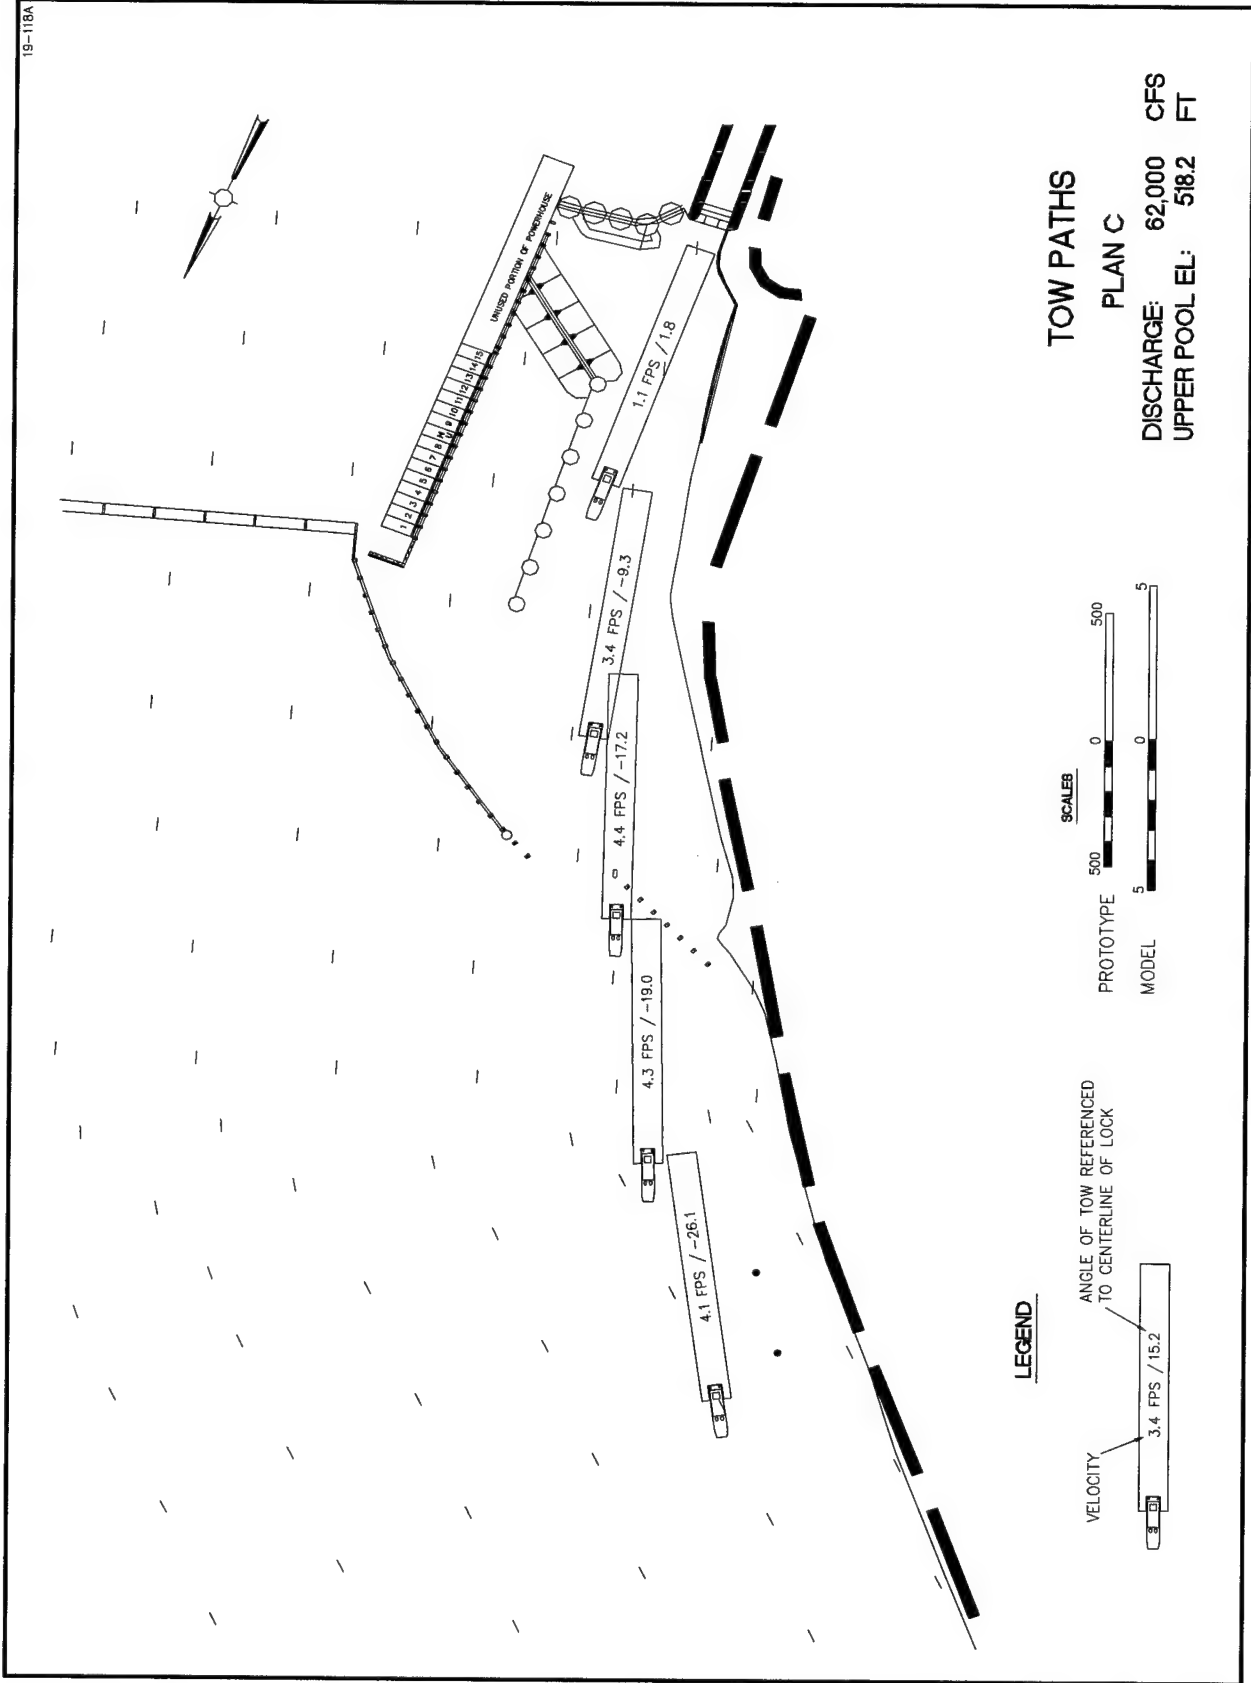 19-118A
UNUSED PORTION OF POWERHOUSE
1 2 3 4 5 6 7 8 9 10 11 12 13 14 15
1.1 FPS / 1.8
3.4 FPS / -9.3
4.4 FPS / -17.2
4.3 FPS / -19.0
4.1 FPS / -26.1
TOW PATHS
PLAN C
DISCHARGE: 62,000 CFS
UPPER POOL EL: 518.2 FT
SCALES
PROTOTYPE 500 0 500
MODEL 5 0 5
LEGEND
VELOCITY
ANGLE OF TOW REFERENCED
TO CENTERLINE OF LOCK
3.4 FPS / 15.2